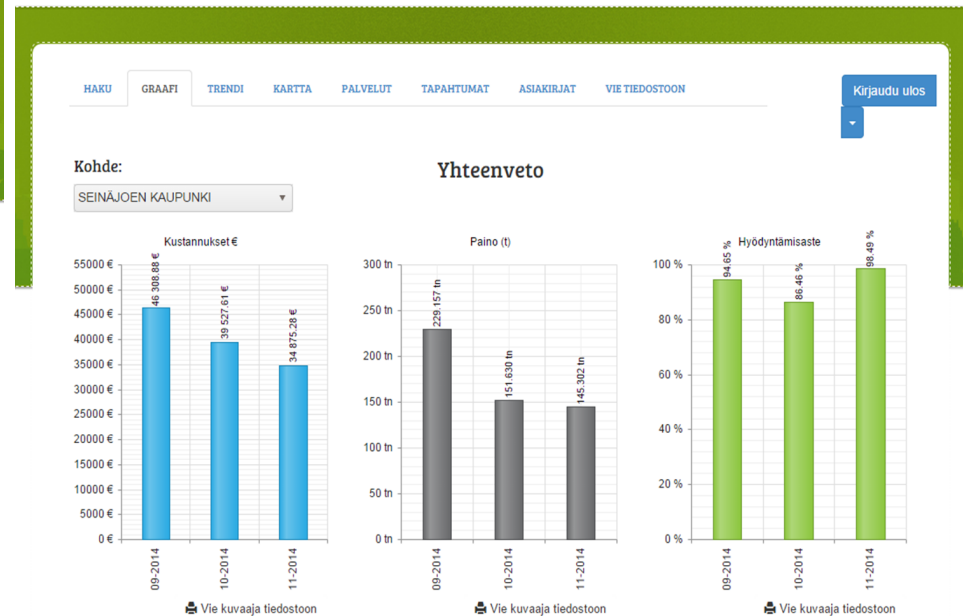 HAKU GRAAFI TRENDI KARTTA PALVELUT TAPAHTUMAT ASIAKIRJAT VIE TIEDOSTOON
Kirjaudu ulos
Kohde:
Yhteenveto
SEINÄJOEN KAUPUNKI
Kustannukset €
55000 €
50000 €
45000 €
40000 €
35000 €
30000 €
25000 €
20000 €
15000 €
10000 €
5000 €
0 €
46 308.88 €
39 527.61 €
34 875.28 €
09-2014
10-2014
11-2014
Vie kuvaaja tiedostoon
Paino (t)
300 tn
250 tn
200 tn
150 tn
100 tn
50 tn
0 tn
229.157 tn
151.630 tn
145.302 tn
09-2014
10-2014
11-2014
Vie kuvaaja tiedostoon
Hyödyntämisaste
100 %
80 %
60 %
40 %
20 %
0 %
94.65 %
86.46 %
98.49 %
09-2014
10-2014
11-2014
Vie kuvaaja tiedostoon